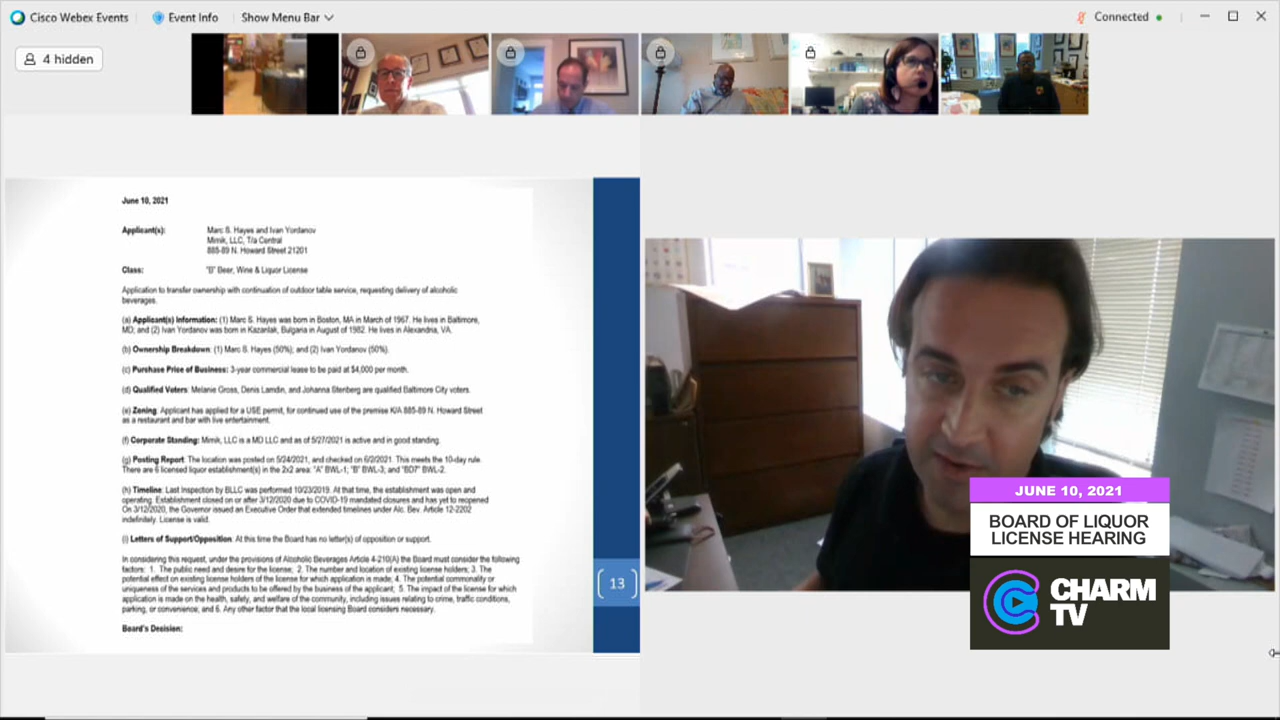 Cisco Webex Events
Event Info
Show Menu Bar
Connected
4 hidden
June 10, 2021
Applicant(s):
Marc S. Hayes and Ivan Yordanov
Mimik, LLC, T/a Central
885-89 N. Howard Street 21201
Class:
"B" Beer, Wine & Liquor License
Application to transfer ownership with continuation of outdoor table service, requesting delivery of alcoholic
beverages.
(a) Applicant(s) Information: (1) Marc S. Hayes was born in Boston, MA in March of 1967. He lives in Baltimore,
MD; and (2) Ivan Yordanov was born in Kazanlak, Bulgaria in August of 1982. He lives in Alexandria, VA.
(b) Ownership Breakdown: (1) Marc S. Hayes (50%); and (2) Ivan Yordanov (50%).
(c) Purchase Price of Business: 3-year commercial lease to be paid at $4,000 per month.
(d) Qualified Voters: Melanie Gross, Denis Lamdin, and Johanna Stenberg are qualified Baltimore City voters.
(e) Zoning: Applicant has applied for a USE permit, for continued use of the premise K/A 885-89 N. Howard Street
as a restaurant and bar with live entertainment.
(f) Corporate Standing: Mimik, LLC is a MD LLC and as of 5/27/2021 is active and in good standing.
(g) Posting Report: The location was posted on 5/24/2021, and checked on 6/2/2021. This meets the 10-day rule.
There are 6 licensed liquor establishment(s) in the 2x2 area: "A" BWL-1; "B" BWL-3; and "BD7" BWL-2.
(h) Timeline: Last Inspection by BLLC was performed 10/23/2019. At that time, the establishment was open and
operating. Establishment closed on or after 3/12/2020 due to COVID-19 mandated closures and has yet to reopened
On 3/12/2020, the Governor issued an Executive Order that extended timelines under Alc. Bev. Article 12-2202
indefinitely. License is valid.
(i) Letters of Support/Opposition: At this time the Board has no letter(s) of opposition or support.
In considering this request, under the provisions of Alcoholic Beverages Article 4-210(A) the Board must consider the following
factors: 1. The public need and desire for the license; 2. The number and location of existing license holders; 3. The
potential effect on existing license holders of the license for which application is made; 4. The potential commonality or
uniqueness of the services and products to be offered by the business of the applicant; 5. The impact of the license for which
application is made on the health, safety, and welfare of the community, including issues relating to crime, traffic conditions,
parking, or convenience, and 6. Any other factor that the local licensing Board considers necessary.
Board's Decision:
13
JUNE 10, 2021
BOARD OF LIQUOR
LICENSE HEARING
CHARM
TV